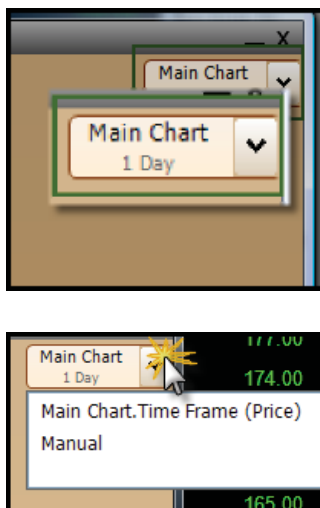 X
Main Chart
Main Chart
1 Day
177.00
Main Chart
1 Day
174.00
Main Chart.Time Frame (Price)
Manual
165.00